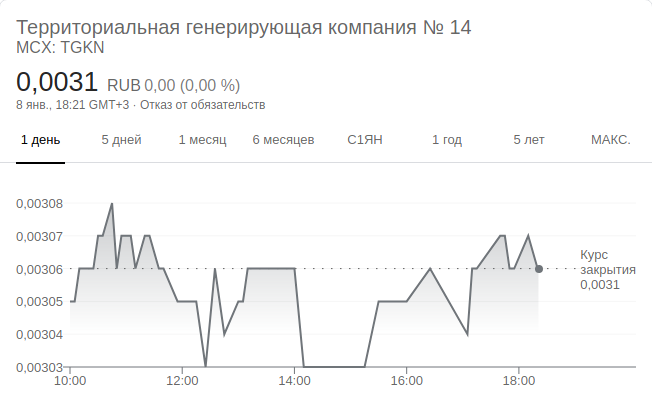 Территориальная генерирующая компания № 14
MCX: TGKN
0,0031 RUB 0,00 (0,00 %)
8 янв., 18:21 GMT+3 · Отказ от обязательств
1 день 5 дней 1 месяц 6 месяцев С1ЯН 1 год 5 лет МАКС.
0,00308
0,00307
0,00306
0,00305
0,00304
0,00303
Курс
закрытия
0,0031
10:00 12:00 14:00 16:00 18:00